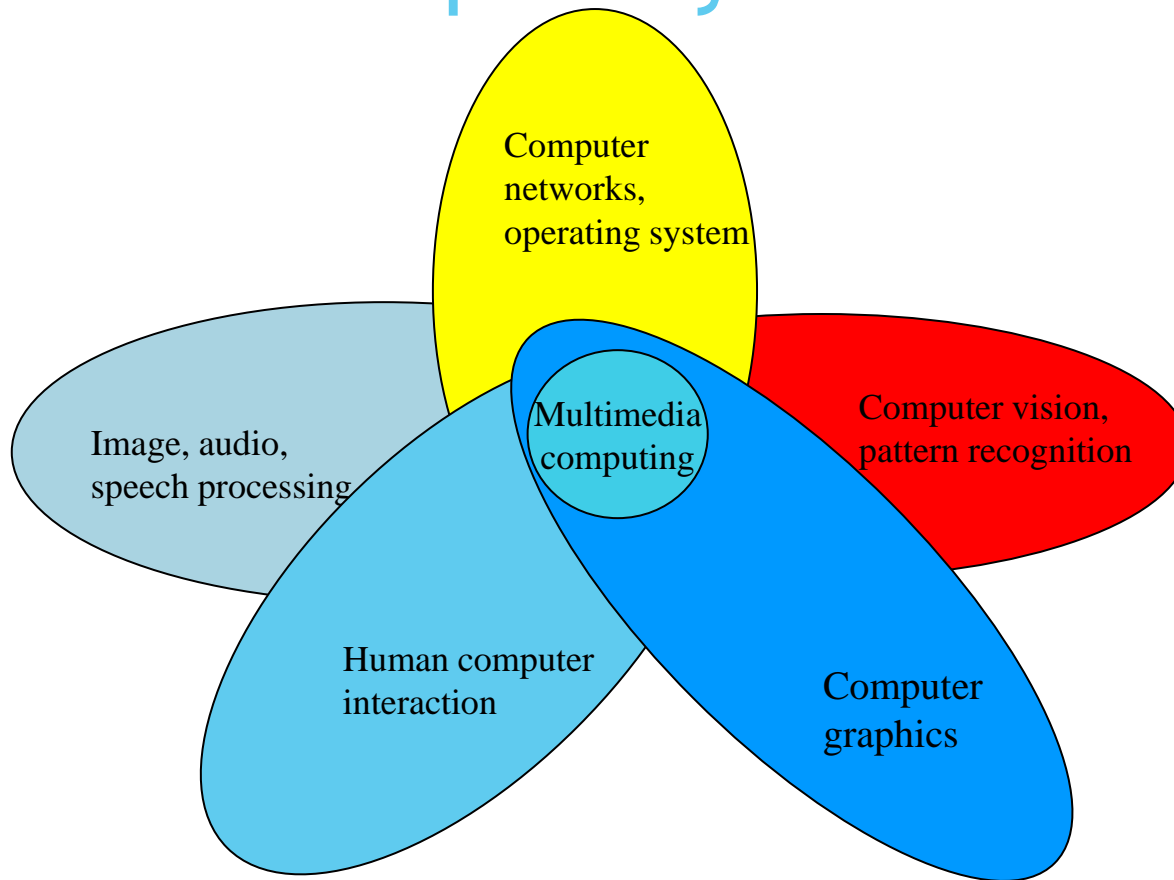 Computer
networks,
operating system
Multimedia
computing
Computer vision,
pattern recognition
Image, audio,
speech processing
Human computer
interaction
Computer
graphics